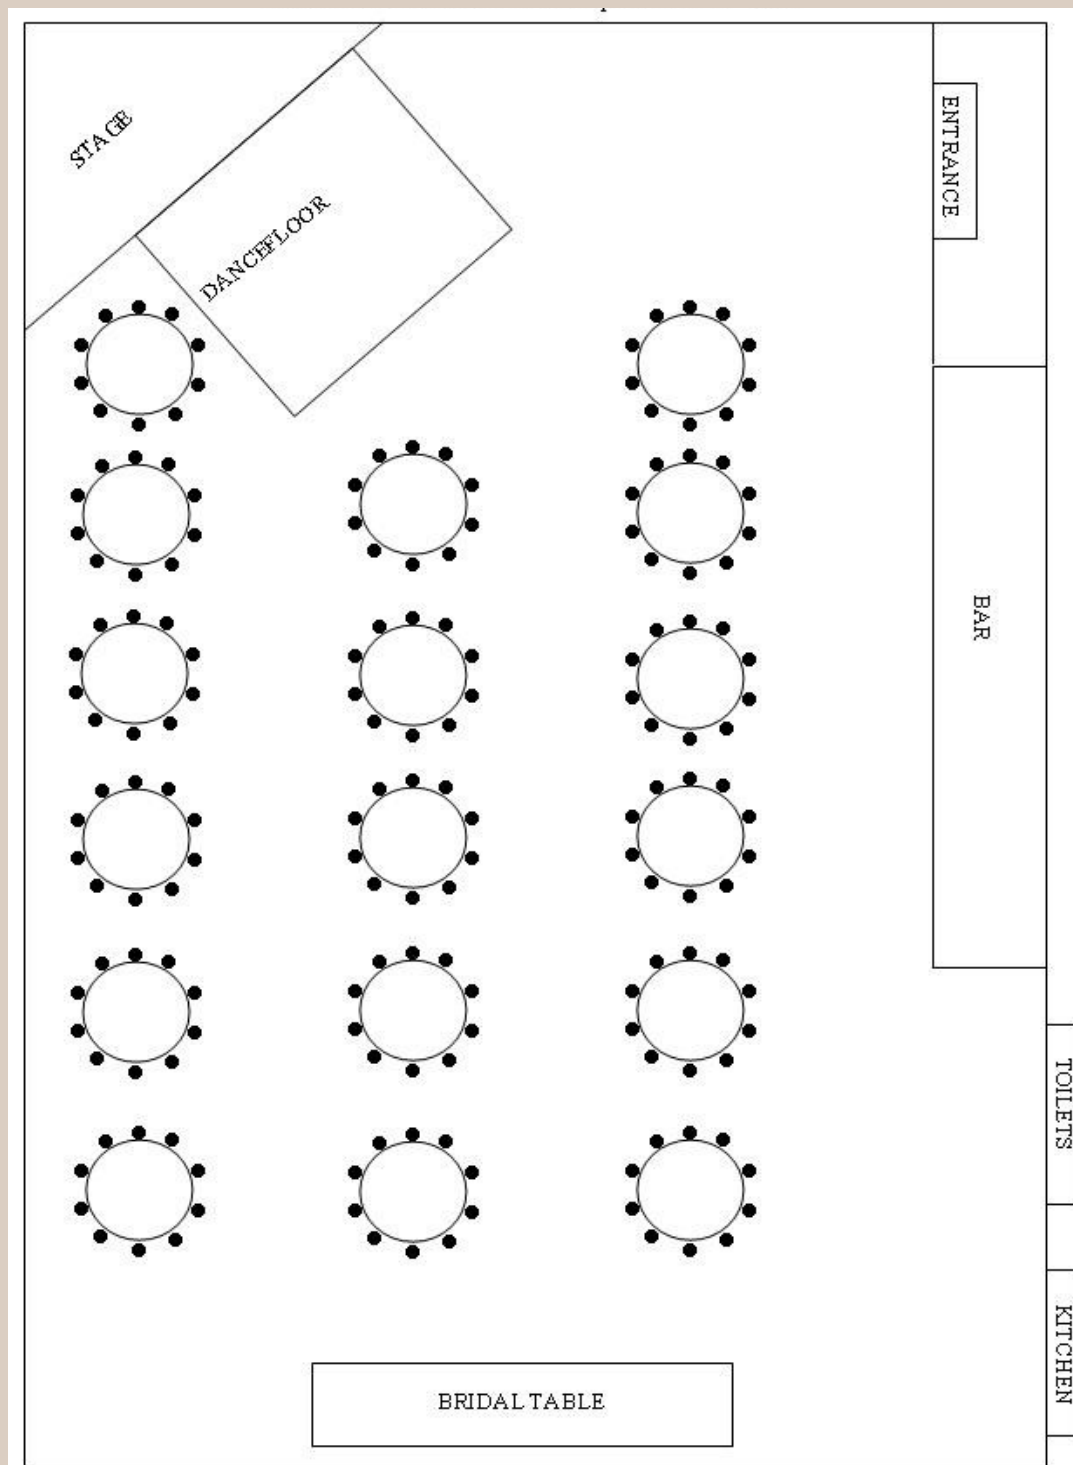 STAGE
DANCEFLOOR
ENTRANCE
BAR
TOILETS
KITCHEN
BRIDAL TABLE